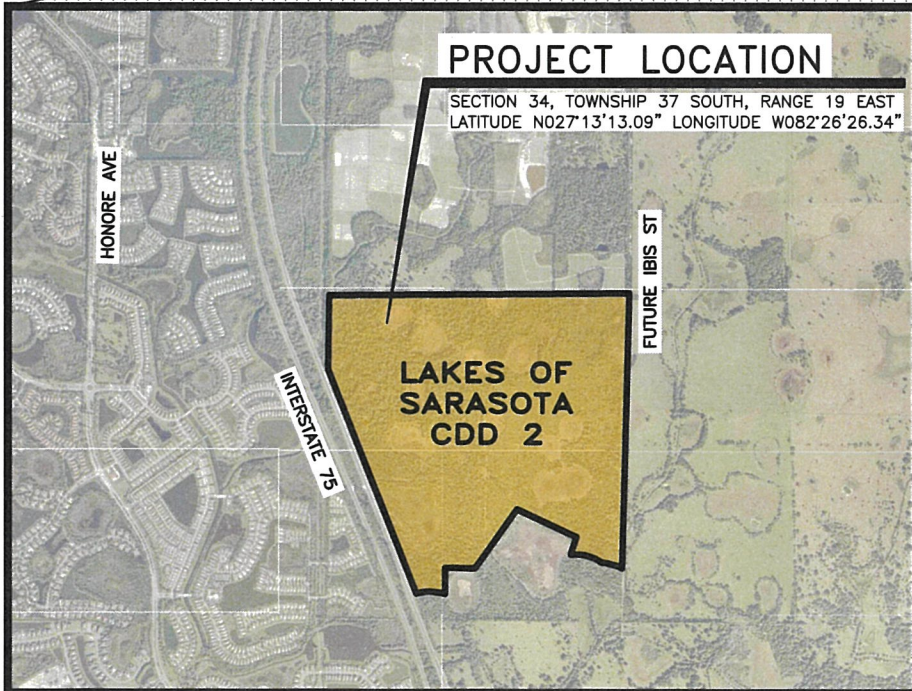 PROJECT LOCATION
SECTION 34, TOWNSHIP 37 SOUTH, RANGE 19 EAST
LATITUDE N027°13'13.09" LONGITUDE W082°26'26.34"
HONORE AVE
FUTURE IBIS ST
INTERSTATE 75
LAKES OF
SARASOTA
CDD 2